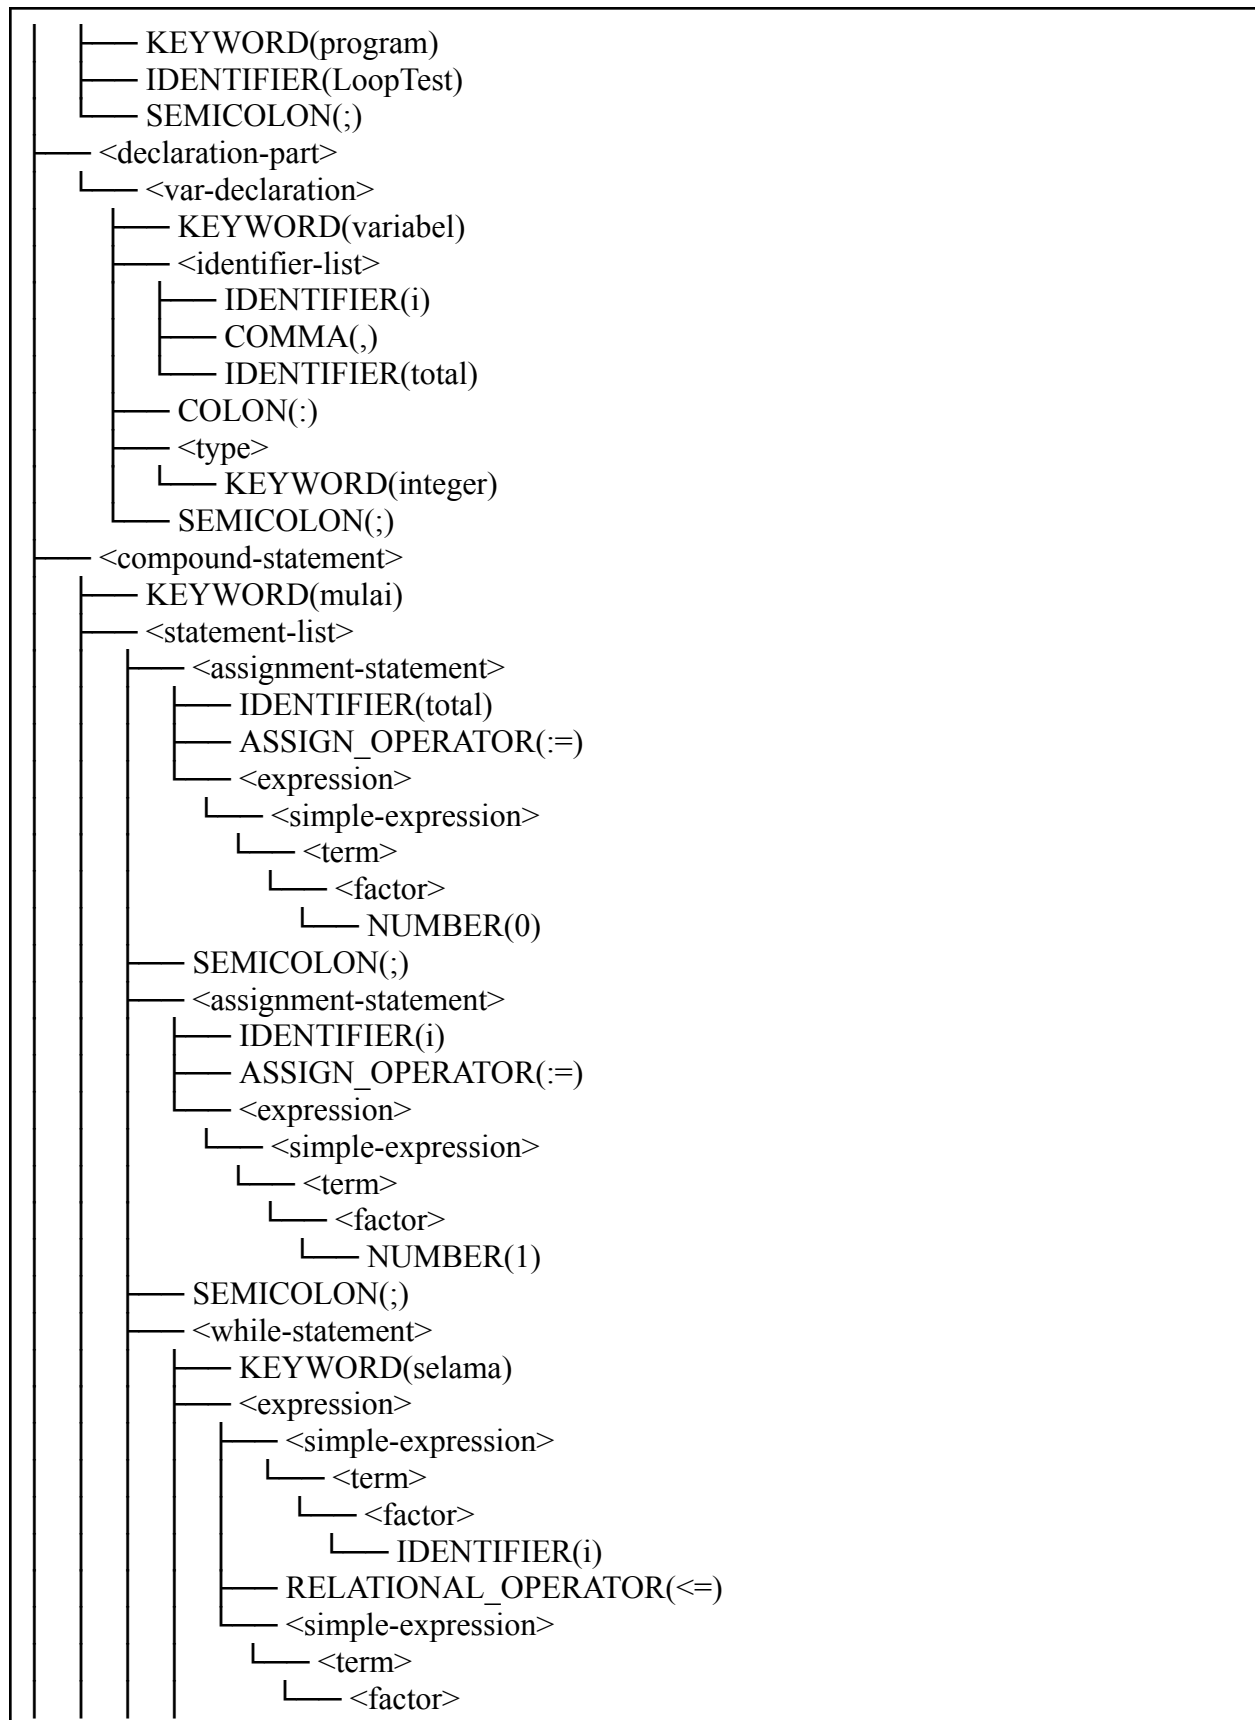 KEYWORD(program)
IDENTIFIER(LoopTest)
SEMICOLON(;)
<declaration-part>
<var-declaration>
KEYWORD(variabel)
<identifier-list>
IDENTIFIER(i)
COMMA(,)
IDENTIFIER(total)
COLON(:)
<type>
KEYWORD(integer)
SEMICOLON(;)
<compound-statement>
KEYWORD(mulai)
<statement-list>
<assignment-statement>
IDENTIFIER(total)
ASSIGN_OPERATOR(:=)
<expression>
<simple-expression>
<term>
<factor>
NUMBER(0)
SEMICOLON(;)
<assignment-statement>
IDENTIFIER(i)
ASSIGN_OPERATOR(:=)
<expression>
<simple-expression>
<term>
<factor>
NUMBER(1)
SEMICOLON(;)
<while-statement>
KEYWORD(selama)
<expression>
<simple-expression>
<term>
<factor>
IDENTIFIER(i)
RELATIONAL_OPERATOR(<=)
<simple-expression>
<term>
<factor>